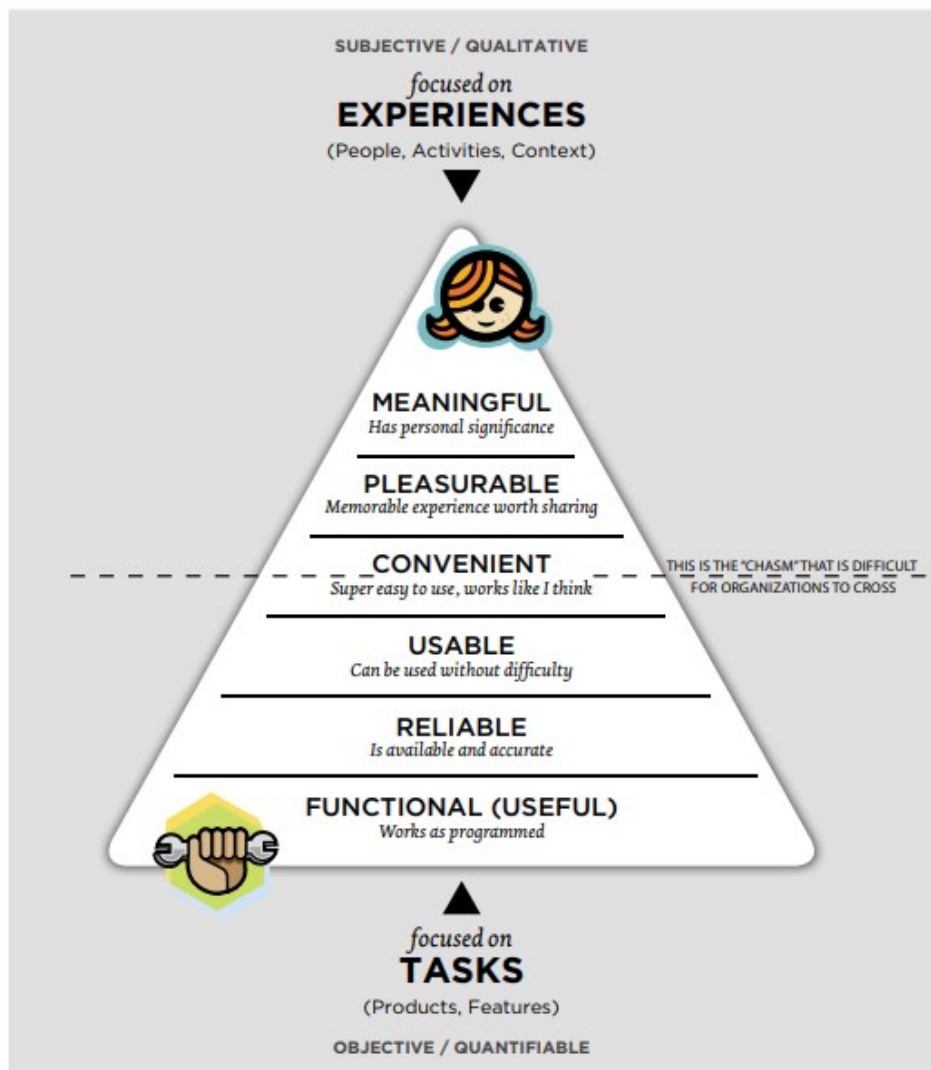 SUBJECTIVE / QUALITATIVE
focused on
EXPERIENCES
(People, Activities, Context)
MEANINGFUL
Has personal significance
PLEASURABLE
Memorable experience worth sharing
CONVENIENT
Super easy to use, works like I think
THIS IS THE "CHASM" THAT IS DIFFICULT
FOR ORGANIZATIONS TO CROSS
USABLE
Can be used without difficulty
RELIABLE
Is available and accurate
FUNCTIONAL (USEFUL)
Works as programmed
focused on
TASKS
(Products, Features)
OBJECTIVE / QUANTIFIABLE